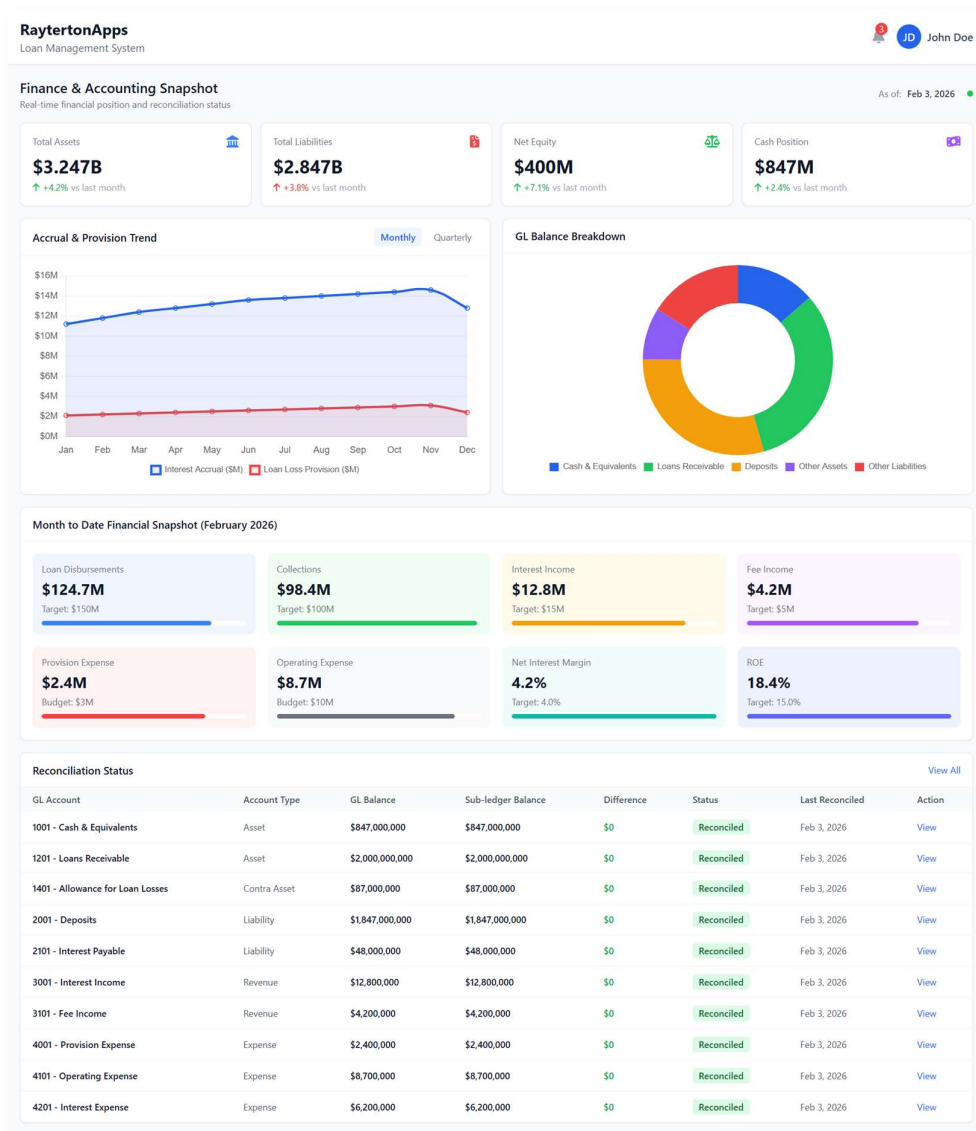 RaytertonApps
Loan Management System
3
JD
John Doe
Finance & Accounting Snapshot
Real-time financial position and reconciliation status
As of: Feb 3, 2026
Total Assets
$3.247B
↑ +4.2% vs last month
Total Liabilities
$
$2.847B
↑ +3.8% vs last month
Net Equity
$400M
↑ +7.1% vs last month
Cash Position
$847M
↑ +2.4% vs last month
Accrual & Provision Trend
Monthly Quarterly
$16M
$14M
$12M
$10M
$8M
$6M
$4M
$2M
$0M
Jan Feb Mar Apr May Jun Jul Aug Sep Oct Nov Dec
Interest Accrual ($M) Loan Loss Provision ($M)
GL Balance Breakdown
Cash & Equivalents Loans Receivable Deposits Other Assets Other Liabilities
Month to Date Financial Snapshot (February 2026)
Loan Disbursements
$124.7M
Target: $150M
Collections
$98.4M
Target: $100M
Interest Income
$12.8M
Target: $15M
Fee Income
$4.2M
Target: $5M
Provision Expense
$2.4M
Budget: $3M
Operating Expense
$8.7M
Budget: $10M
Net Interest Margin
4.2%
Target: 4.0%
ROE
18.4%
Target: 15.0%
Reconciliation Status
View All
GL Account Account Type GL Balance Sub-ledger Balance Difference Status Last Reconciled Action
1001 - Cash & Equivalents Asset $847,000,000 $847,000,000 $0 Reconciled Feb 3, 2026 View
1201 - Loans Receivable Asset $2,000,000,000 $2,000,000,000 $0 Reconciled Feb 3, 2026 View
1401 - Allowance for Loan Losses Contra Asset $87,000,000 $87,000,000 $0 Reconciled Feb 3, 2026 View
2001 - Deposits Liability $1,847,000,000 $1,847,000,000 $0 Reconciled Feb 3, 2026 View
2101 - Interest Payable Liability $48,000,000 $48,000,000 $0 Reconciled Feb 3, 2026 View
3001 - Interest Income Revenue $12,800,000 $12,800,000 $0 Reconciled Feb 3, 2026 View
3101 - Fee Income Revenue $4,200,000 $4,200,000 $0 Reconciled Feb 3, 2026 View
4001 - Provision Expense Expense $2,400,000 $2,400,000 $0 Reconciled Feb 3, 2026 View
4101 - Operating Expense Expense $8,700,000 $8,700,000 $0 Reconciled Feb 3, 2026 View
4201 - Interest Expense Expense $6,200,000 $6,200,000 $0 Reconciled Feb 3, 2026 View